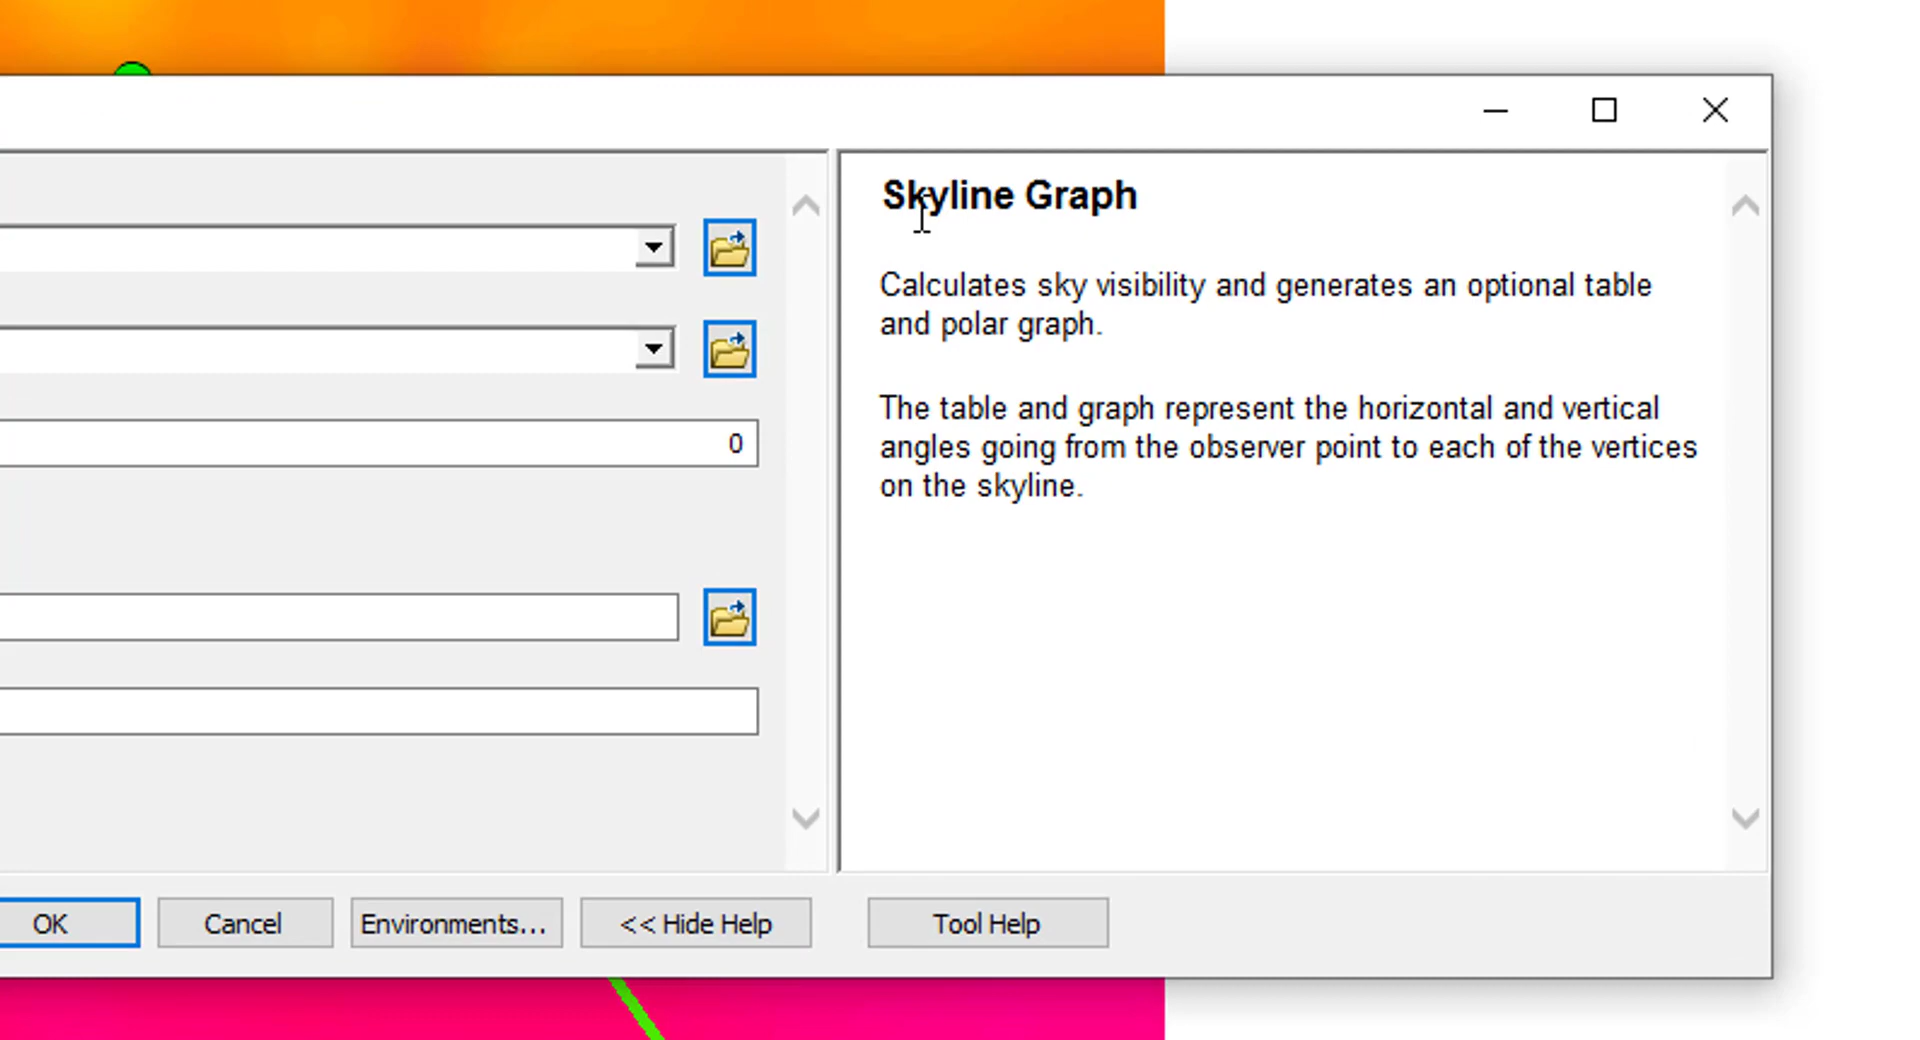 Skyline Graph
Calculates sky visibility and generates an optional table
and polar graph.
The table and graph represent the horizontal and vertical
angles going from the observer point to each of the vertices
on the skyline.
0
OK
Cancel
Environments...
<< Hide Help
Tool Help